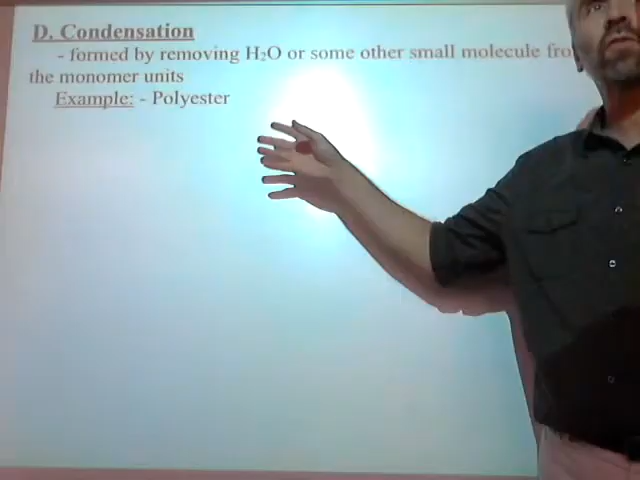 D. Condensation
- formed by removing H₂O or some other small molecule fro
the monomer units
Example: - Polyester